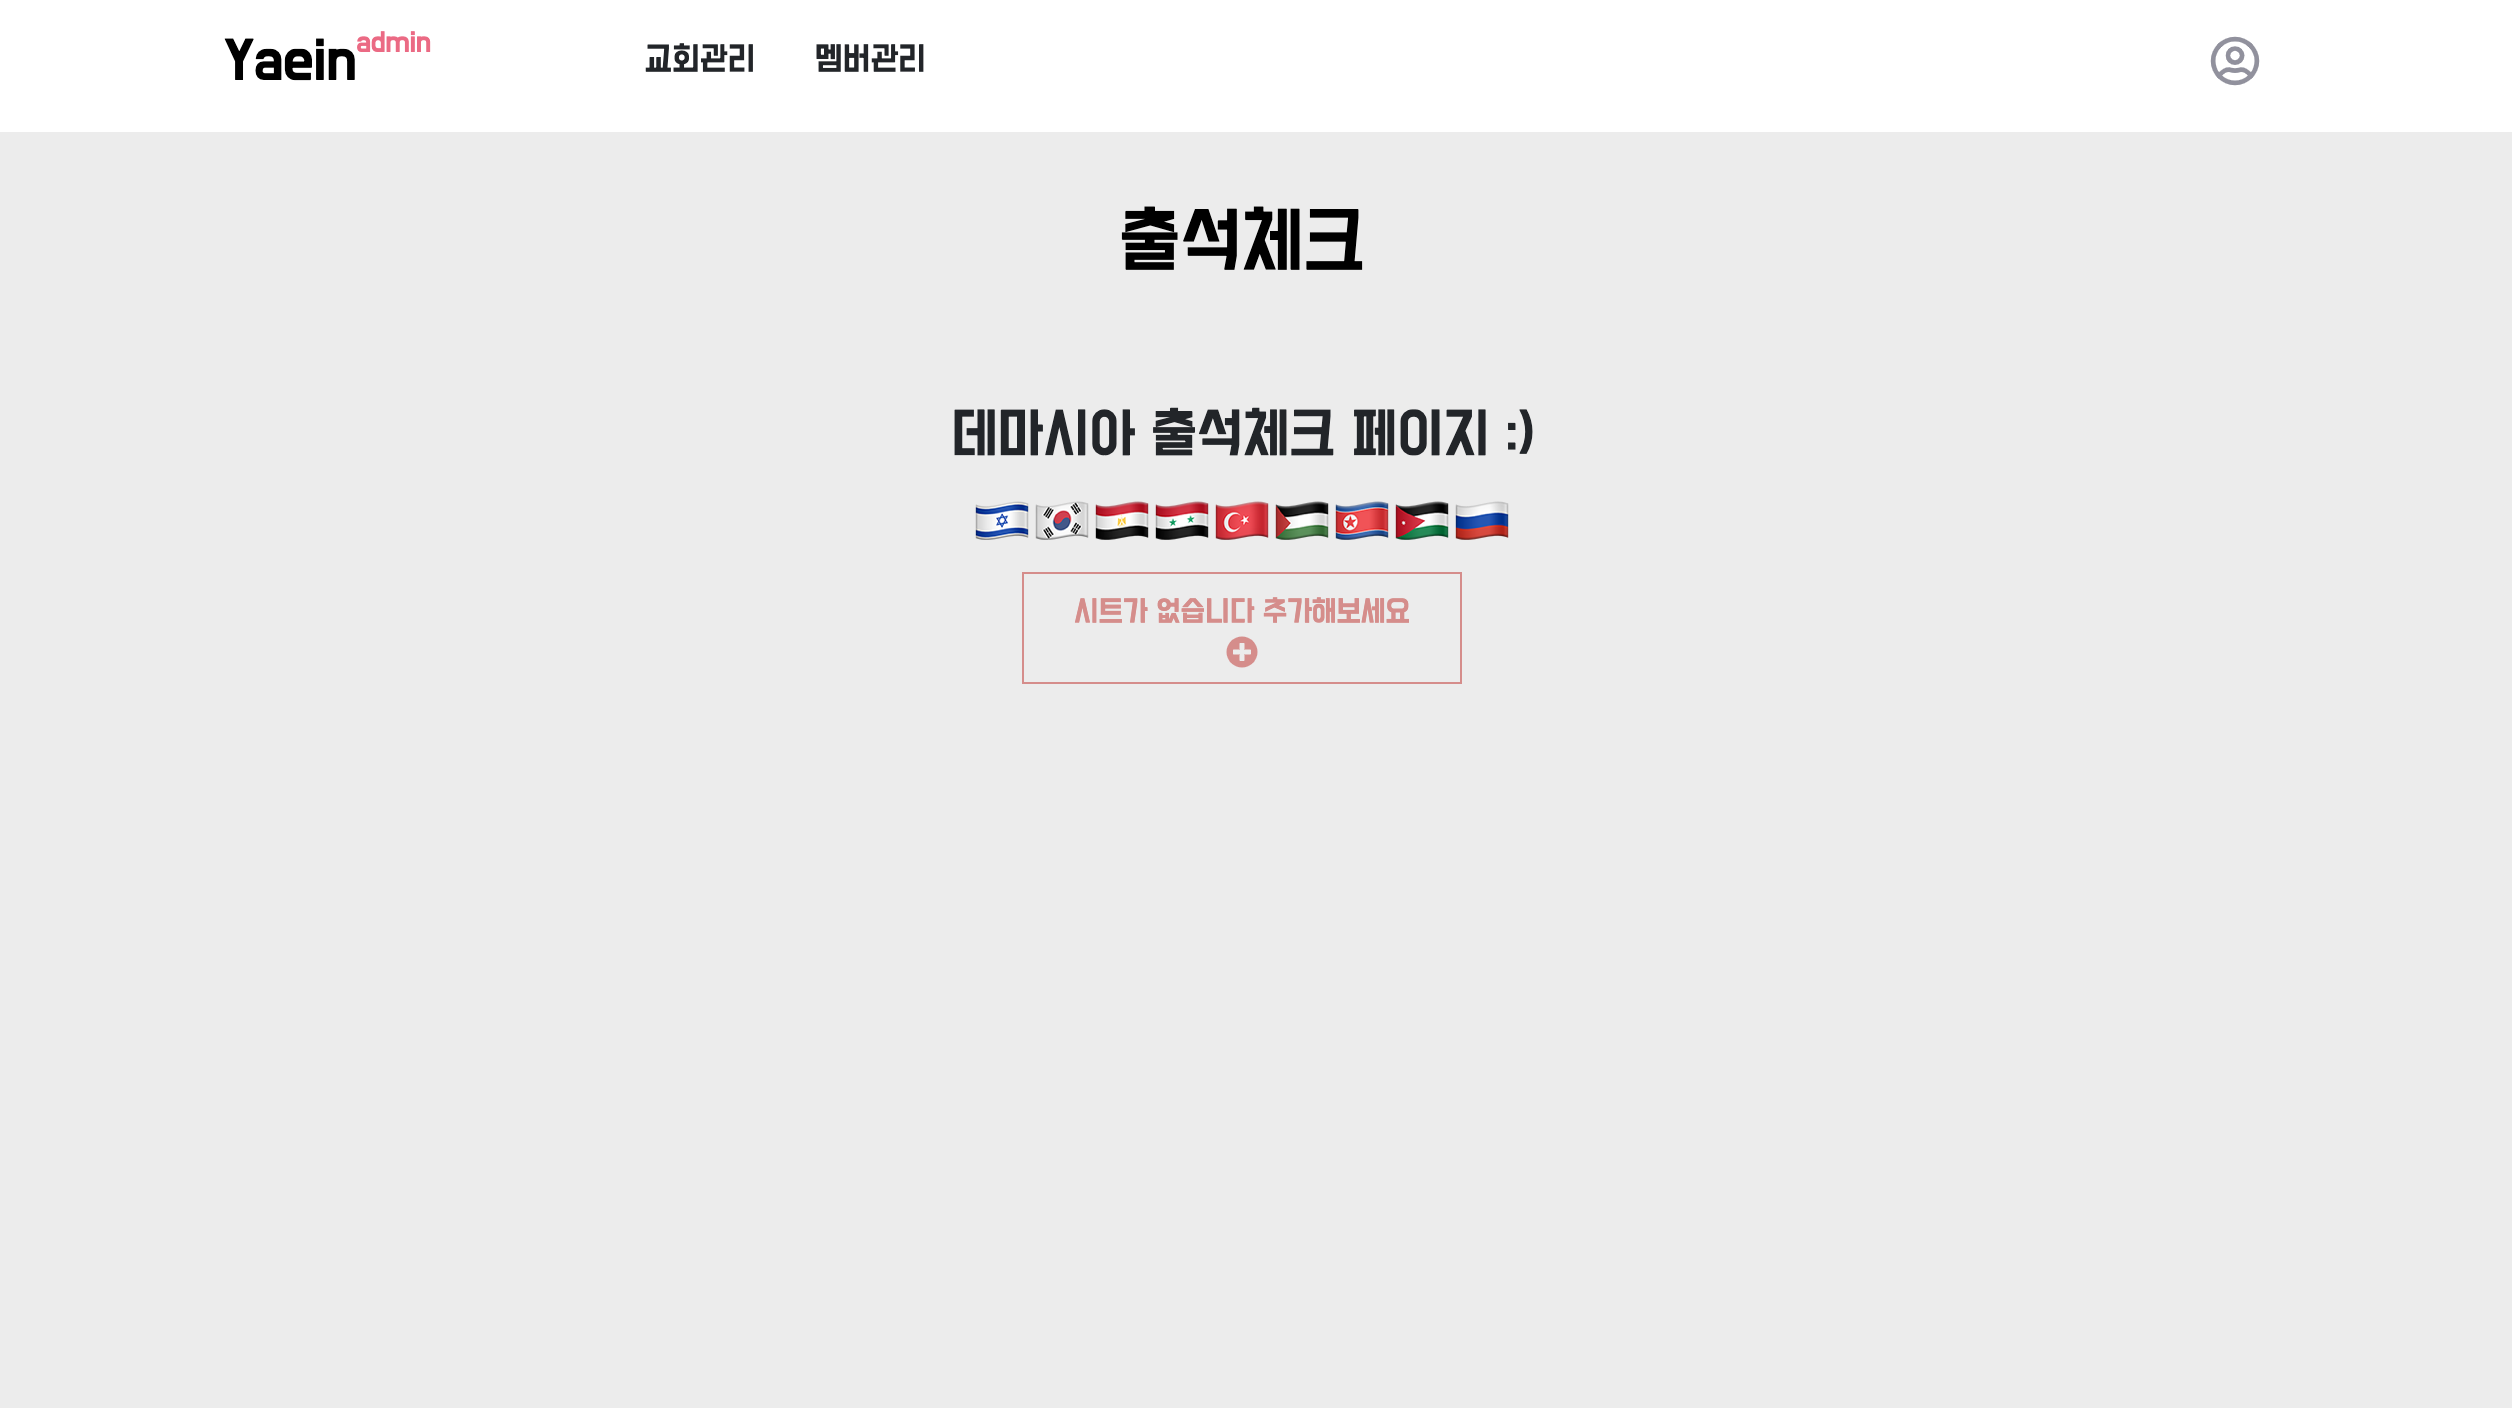 Yaein admin
교회관리 멤버관리
출석체크
데마시아 출석체크 페이지 :)
시트가 없습니다 추가해보세요